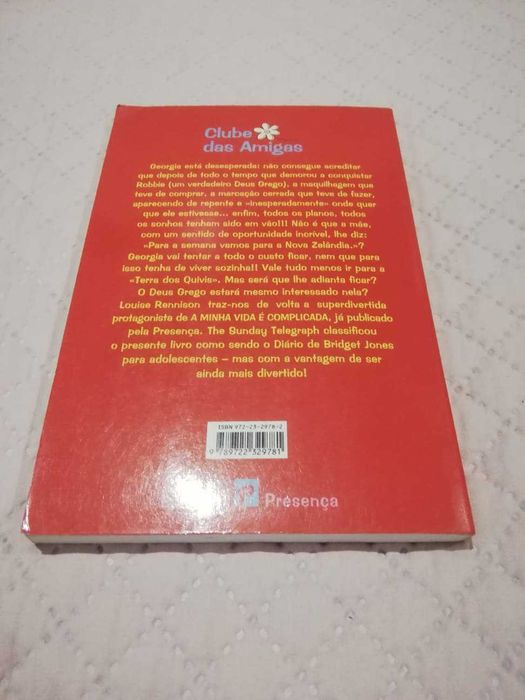 Clube
das Amigas
Georgia está desesperada: não consegue acreditar
que depois de todo o tempo que demorou a conquistar
Robbie (um verdadeiro Deus Grego), a maquilhagem que
teve de comprar, a marcação cerrada que teve de fazer,
aparecendo de repente e «inesperadamente» onde quer
que ele estivesse... enfim, todos os planos, todos
os sonhos tenham sido em vão!!! Não é que a mãe,
com um sentido de oportunidade incrível, lhe diz:
«Para a semana vamos para a Nova Zelândia.»?
Georgia vai tentar a todo o custo ficar, nem que para
isso tenha de viver sozinha!! Vale tudo menos ir para a
«Terra dos Quivis». Mas será que lhe adianta ficar?
O Deus Grego estará mesmo interessado nela?
Louise Rennison traz-nos de volta a superdivertida
protagonista de A MINHA VIDA É COMPLICADA, já publicado
pela Presença. The Sunday Telegraph classificou
o presente livro como sendo o Diário de Bridget Jones
para adolescentes – mas com a vantagem de ser
ainda mais divertido!
ISBN 972-23-2978-2
9 789722 329781
Presença